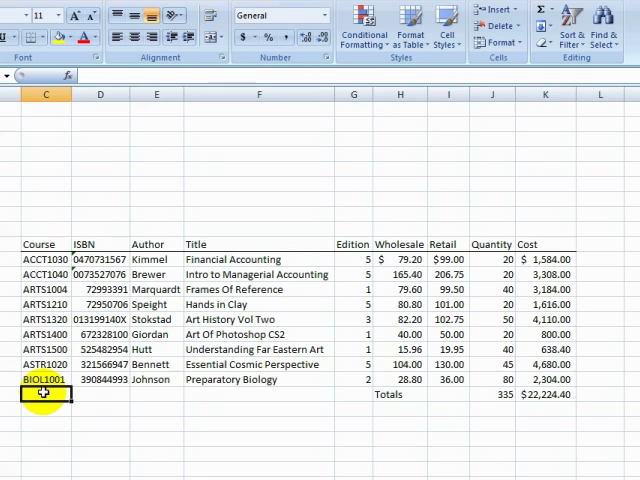 11 A A General Conditional Format Cell Insert Delete Format Σ Sort & Find &
U A $ % , .0 .00 .00 .0 Formatting as Table Styles Filter Select
Font Alignment Number Styles Cells Editing
fx
C D E F G H I J K L
Course ISBN Author Title Edition Wholesale Retail Quantity Cost
ACCT1030 0470731567 Kimmel Financial Accounting 5 $ 79.20 $99.00 20 $ 1,584.00
ACCT1040 0073527076 Brewer Intro to Managerial Accounting 5 165.40 206.75 20 3,308.00
ARTS1004 72993391 Marquardt Frames Of Reference 1 79.60 99.50 40 3,184.00
ARTS1210 72950706 Speight Hands in Clay 5 80.80 101.00 20 1,616.00
ARTS1320 013199140X Stokstad Art History Vol Two 3 82.20 102.75 50 4,110.00
ARTS1400 672328100 Giordan Art Of Photoshop CS2 1 40.00 50.00 20 800.00
ARTS1500 525482954 Hutt Understanding Far Eastern Art 1 15.96 19.95 40 638.40
ASTR1020 321566947 Bennett Essential Cosmic Perspective 5 104.00 130.00 45 4,680.00
BIOL1001 390844993 Johnson Preparatory Biology 2 28.80 36.00 80 2,304.00
Totals 335 $22,224.40